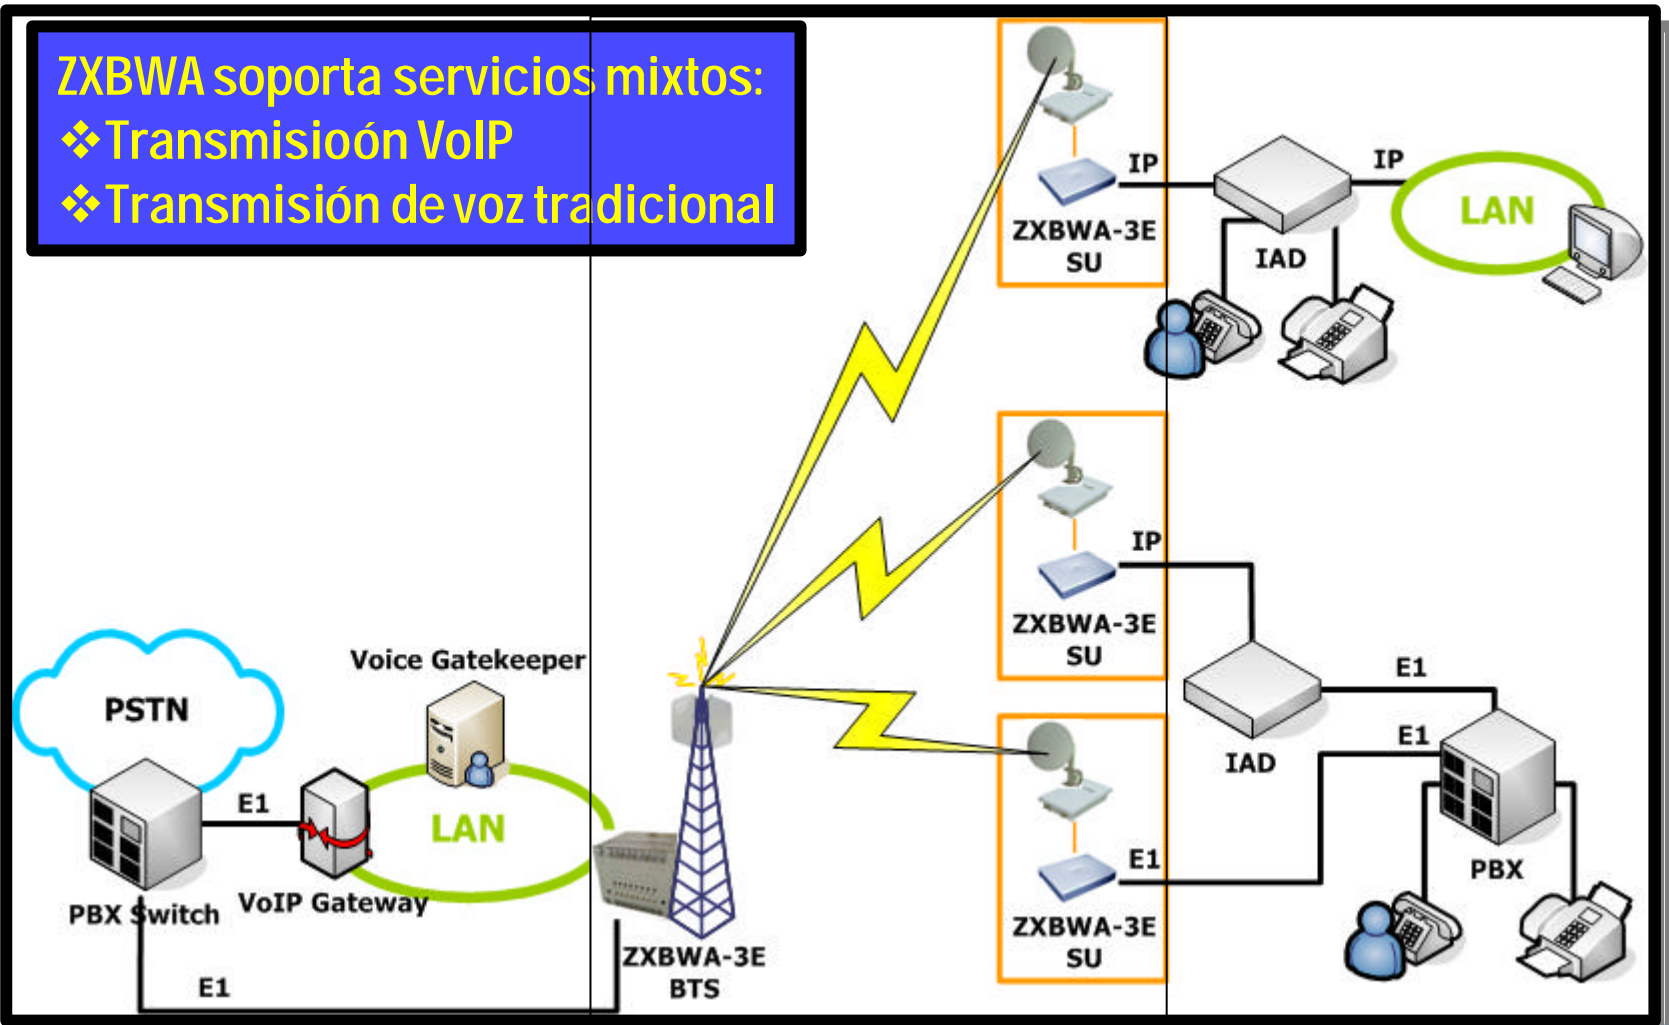 ZXBWA soporta servicios mixtos:
❖Transmisioón VoIP
❖Transmisión de voz tradicional
IP
IP
LAN
ZXBWA-3E
SU
IAD
IP
ZXBWA-3E
SU
E1
Voice Gatekeeper
PSTN
E1
IAD
E1
LAN
E1
PBX
VoIP Gateway
PBX Switch
ZXBWA-3E
SU
ZXBWA-3E
BTS
E1